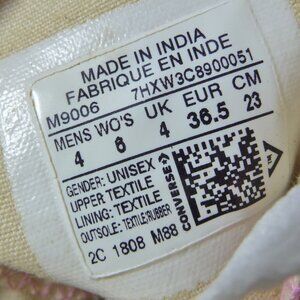 MADE IN INDIA
FABRIQUE EN INDE
M9006 7HXW3C8900051
MENS WO'S UK EUR CM
4 6 4 36.5 23
GENDER: UNISEX
UPPER: TEXTILE
LINING: TEXTILE
OUTSOLE: TEXTILE/RUBBER
2C 1808 M88
CONVERSE